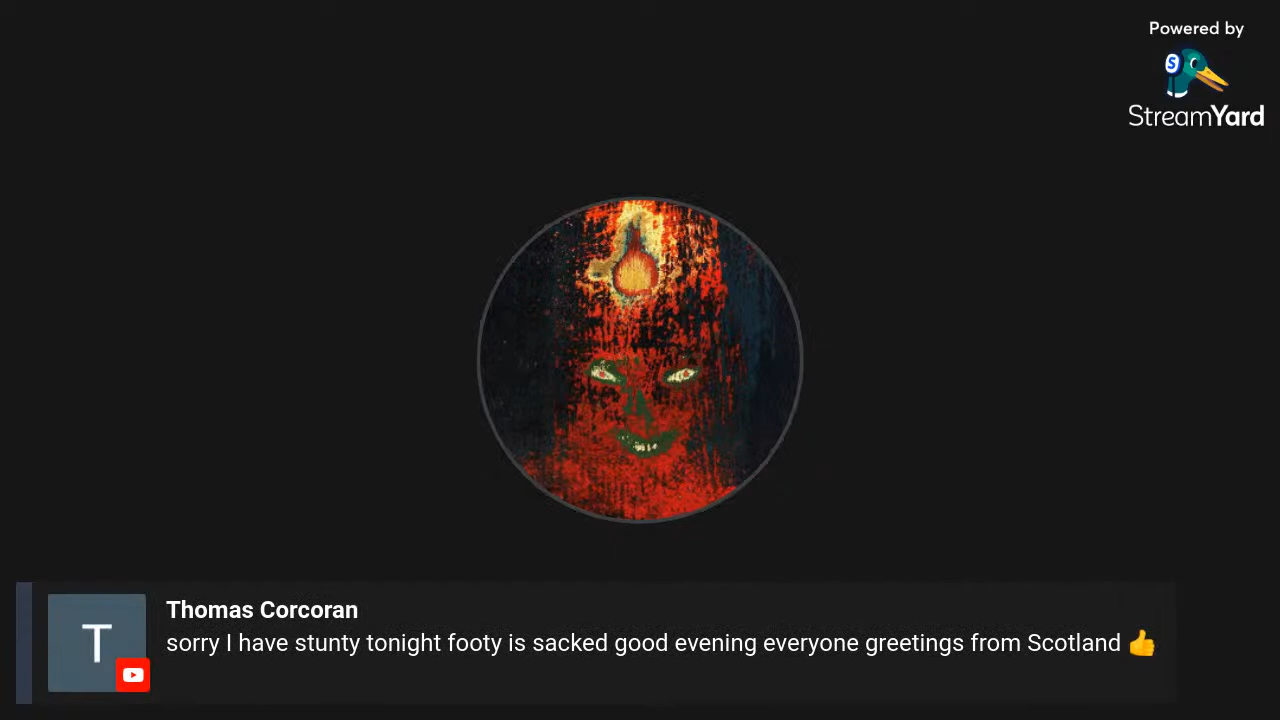 Powered by
S
StreamYard
T
Thomas Corcoran
sorry I have stunty tonight footy is sacked good evening everyone greetings from Scotland 👍